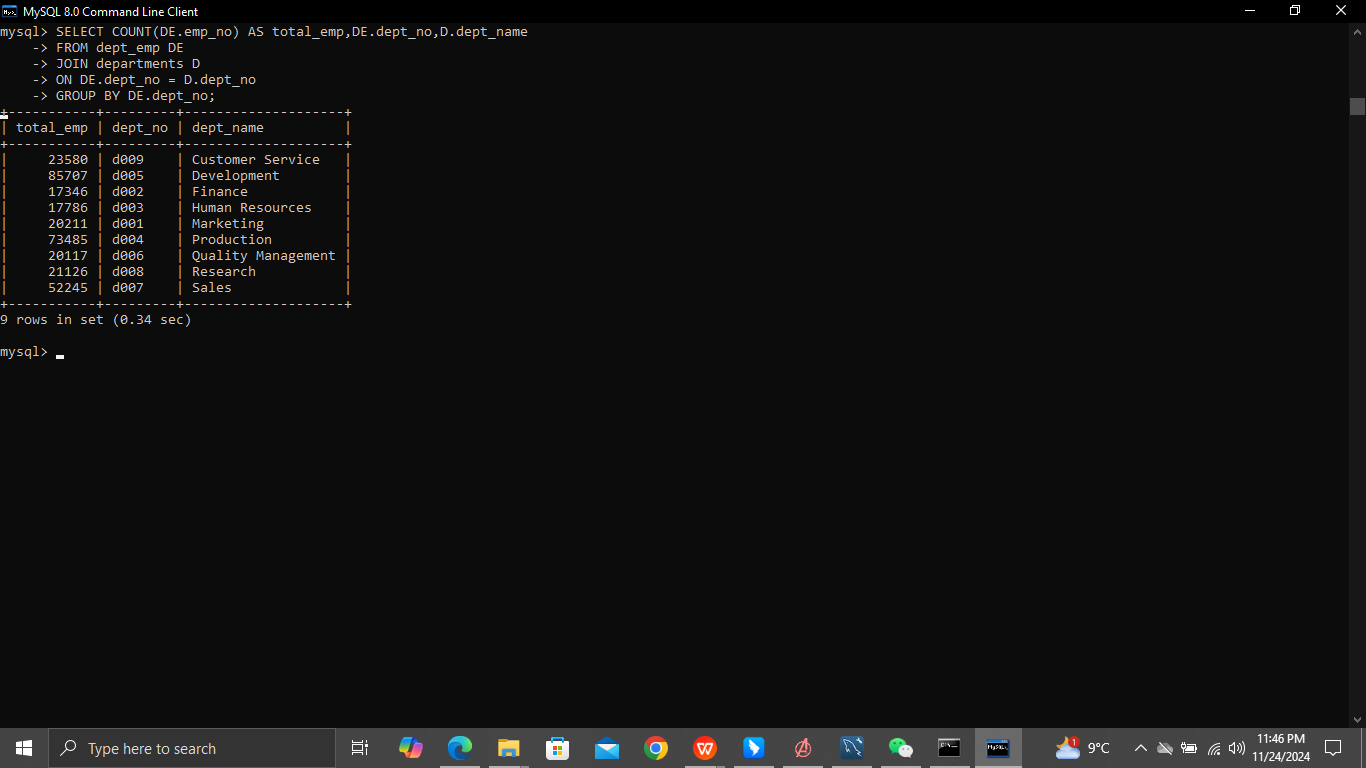 MySQL 8.0 Command Line Client
mysql> SELECT COUNT(DE.emp_no) AS total_emp,DE.dept_no,D.dept_name
    -> FROM dept_emp DE
    -> JOIN departments D
    -> ON DE.dept_no = D.dept_no
    -> GROUP BY DE.dept_no;
+-----------+---------+--------------------+
| total_emp | dept_no | dept_name          |
+-----------+---------+--------------------+
|     23580 | d009    | Customer Service   |
|     85707 | d005    | Development        |
|     17346 | d002    | Finance            |
|     17786 | d003    | Human Resources    |
|     20211 | d001    | Marketing          |
|     73485 | d004    | Production         |
|     20117 | d006    | Quality Management |
|     21126 | d008    | Research           |
|     52245 | d007    | Sales              |
+-----------+---------+--------------------+
9 rows in set (0.34 sec)
mysql>
Type here to search
1
9°C
11:46 PM
11/24/2024